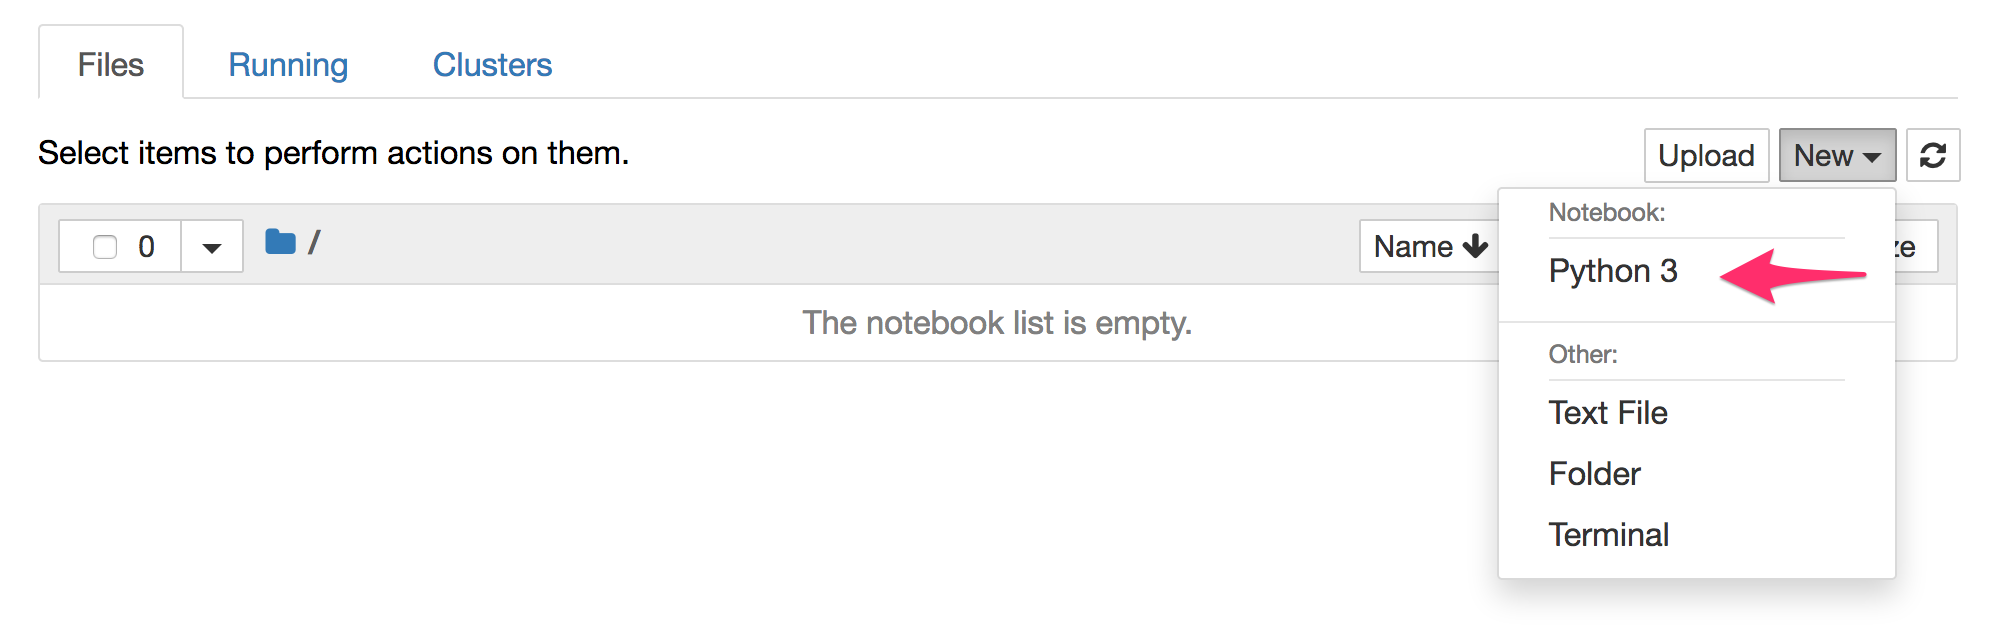 Files Running Clusters
Select items to perform actions on them.
Upload New
0 /
Name
The notebook list is empty.
Notebook:
Python 3
Other:
Text File
Folder
Terminal